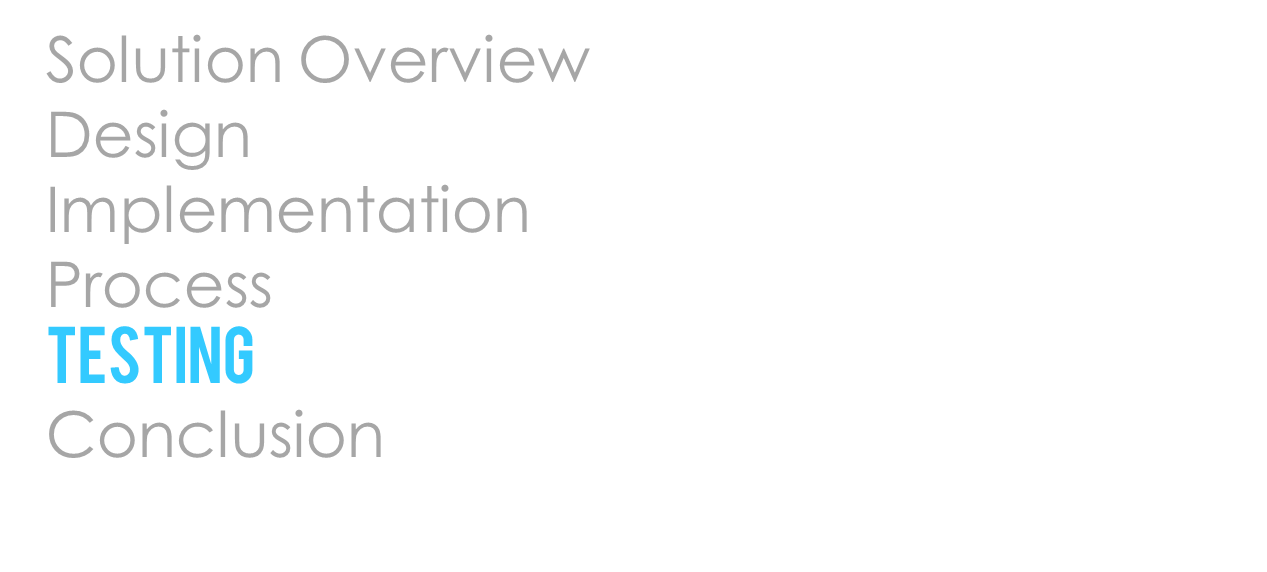 Solution Overview
Design
Implementation
Process
TESTING
Conclusion